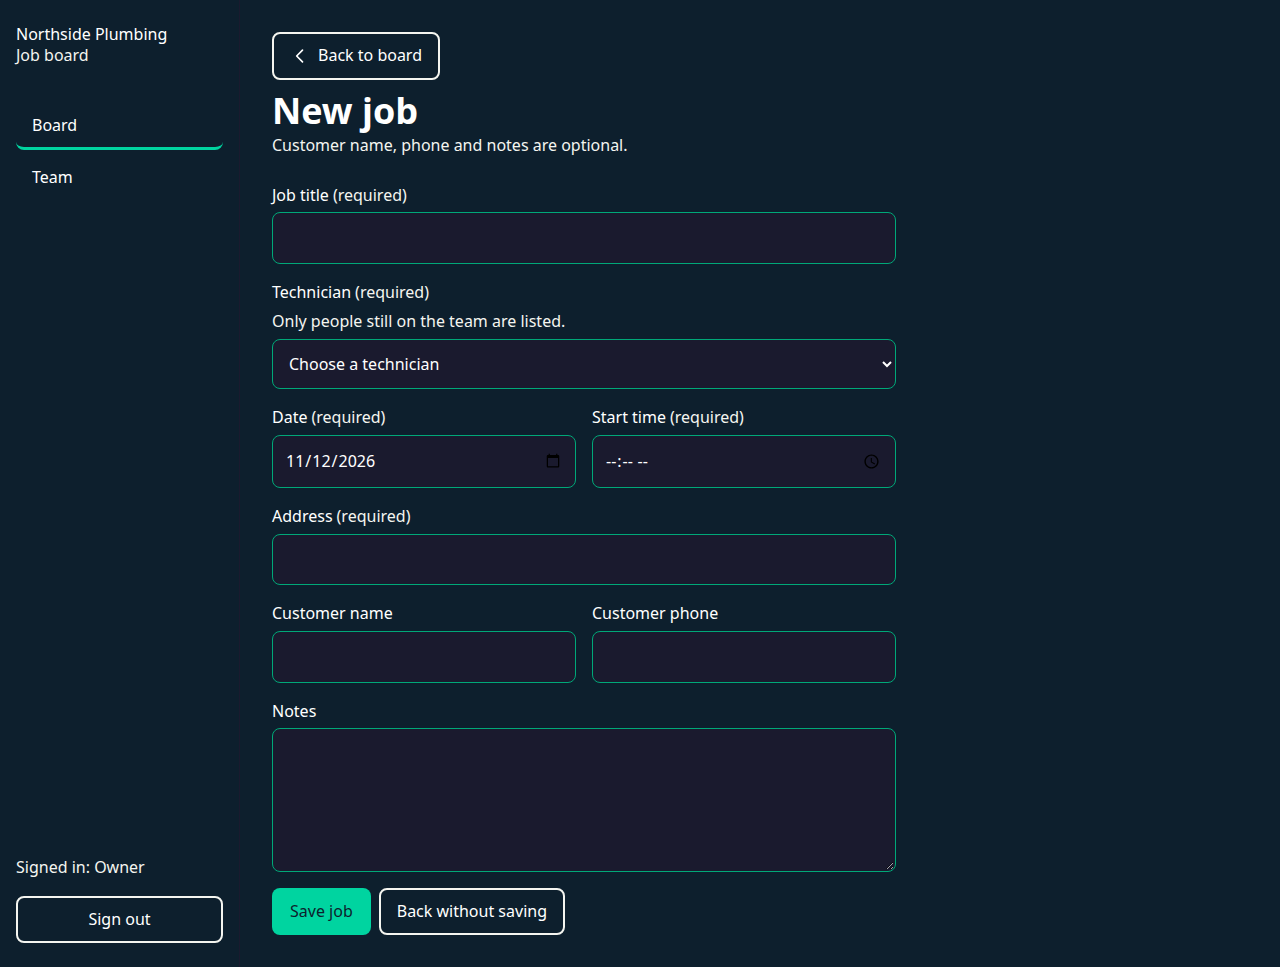 Northside Plumbing
Job board
Board
Team
Signed in: Owner
Sign out
Back to board
New job
Customer name, phone and notes are optional.
Job title (required)
Technician (required)
Only people still on the team are listed.
Choose a technician
Date (required)
Start time (required)
11/12/2026
--:-- --
Address (required)
Customer name
Customer phone
Notes
Save job
Back without saving